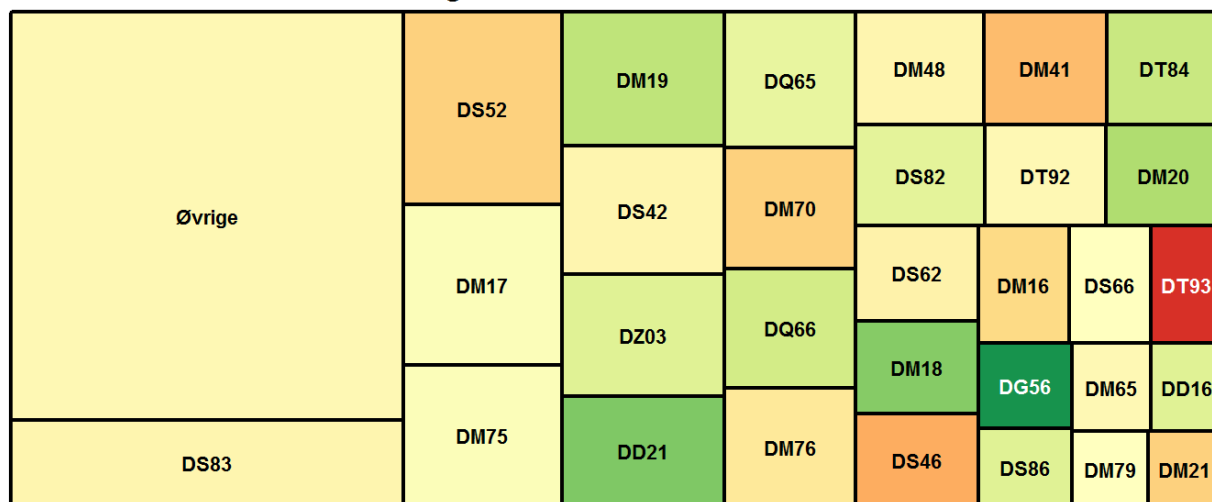 Øvrige
DS83
DS52
DM17
DM75
DM19
DS42
DZ03
DD21
DQ65
DM70
DQ66
DM76
DM48
DM41
DT84
DS82
DT92
DM20
DS62
DM18
DS46
DM16
DS66
DT93
DG56
DM65
DD16
DS86
DM79
DM21